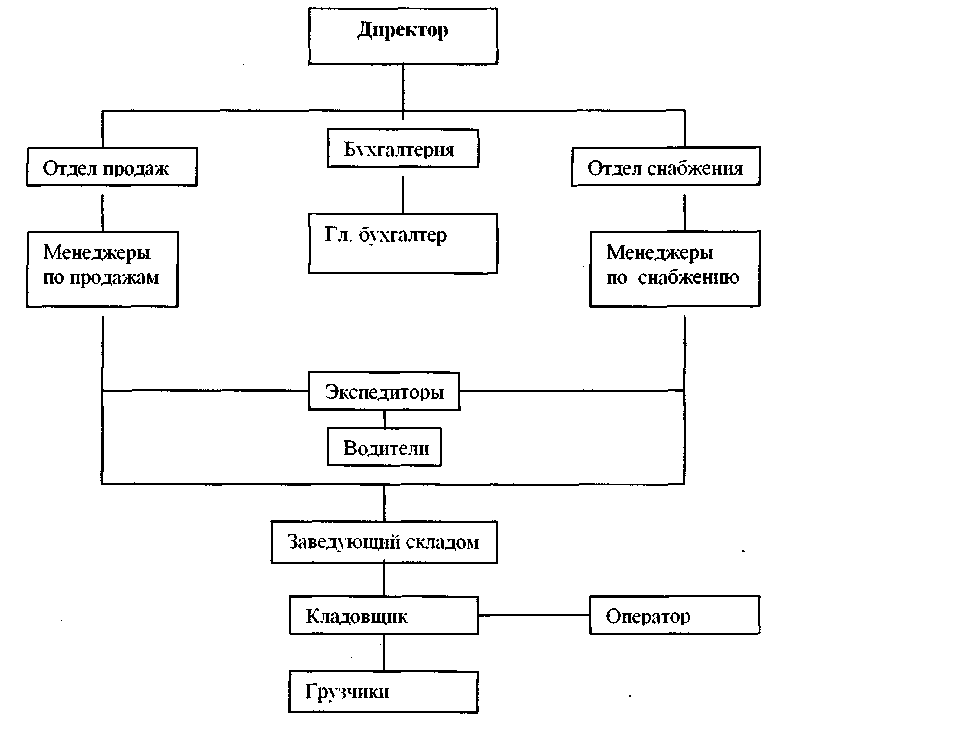 Директор
Бухгалтерия
Отдел продаж
Отдел снабжения
Гл. бухгалтер
Менеджеры
по продажам
Менеджеры
по снабжению
Экспедиторы
Водители
Заведующий складом
Кладовщик
Оператор
Грузчики